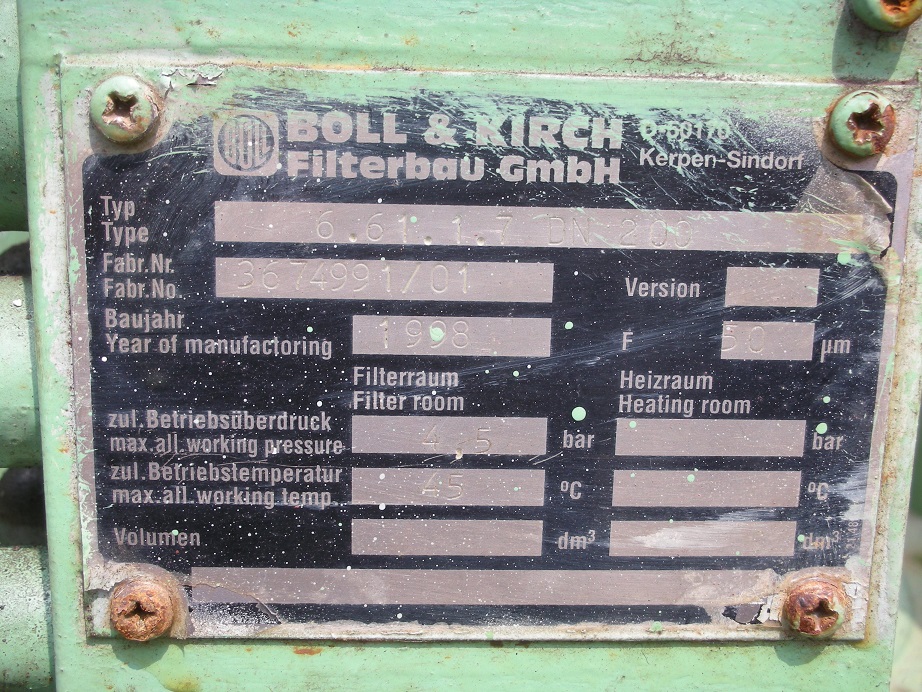 BOLL
BOLL & KIRCH
Filterbau GmbH
D-50170
Kerpen-Sindorf
Typ
Type
6.61.1.7 DN 200
Fabr.Nr.
Fabr.No.
3674991/01
Version
Baujahr
Year of manufactoring
1998
F
50
µm
Filterraum
Filter room
Heizraum
Heating room
zul.Betriebsüberdruck
max.all.working pressure
4,5
bar
bar
zul.Betriebstemperatur
max.all.working temp.
45
°C
°C
Volumen
dm³
dm³